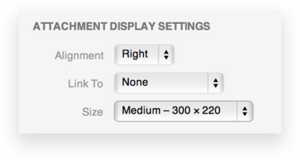 ATTACHMENT DISPLAY SETTINGS
Alignment Right
Link To None
Size Medium – 300 × 220